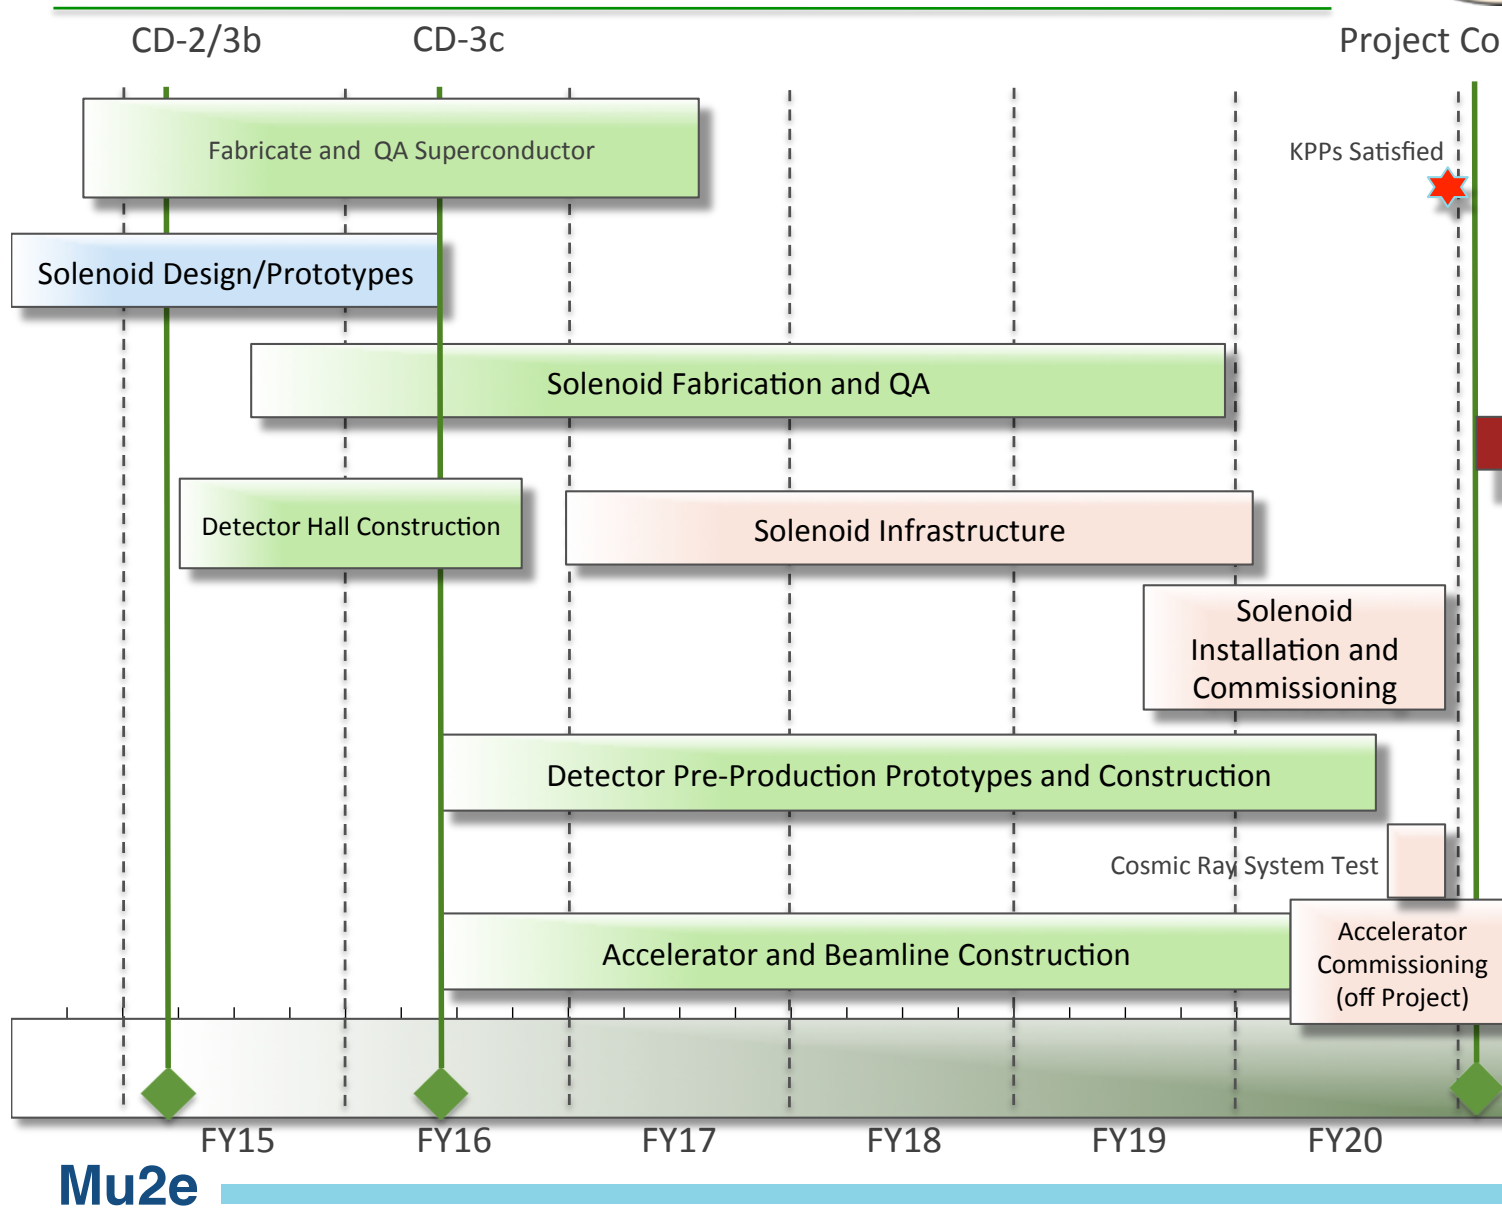 CD-2/3b
CD-3c
Project Co
Fabricate and QA Superconductor
KPPs Satisfied
Solenoid Design/Prototypes
Solenoid Fabrication and QA
Detector Hall Construction
Solenoid Infrastructure
Solenoid
Installation and
Commissioning
Detector Pre-Production Prototypes and Construction
Cosmic Ray System Test
Accelerator and Beamline Construction
Accelerator
Commissioning
(off Project)
FY15
FY16
FY17
FY18
FY19
FY20
Mu2e